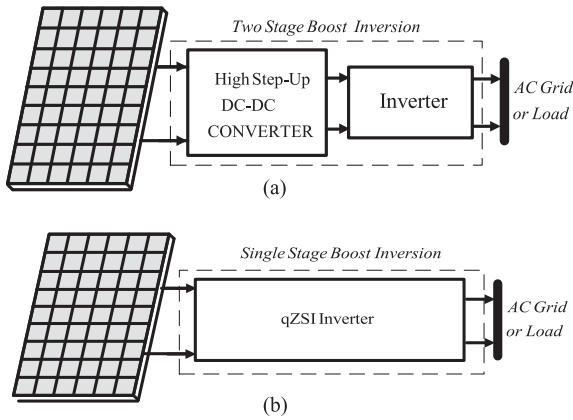 Two Stage Boost Inversion
High Step-Up
DC-DC
CONVERTER
Inverter
AC Grid
or Load
(a)
Single Stage Boost Inversion
qZSI Inverter
AC Grid
or Load
(b)